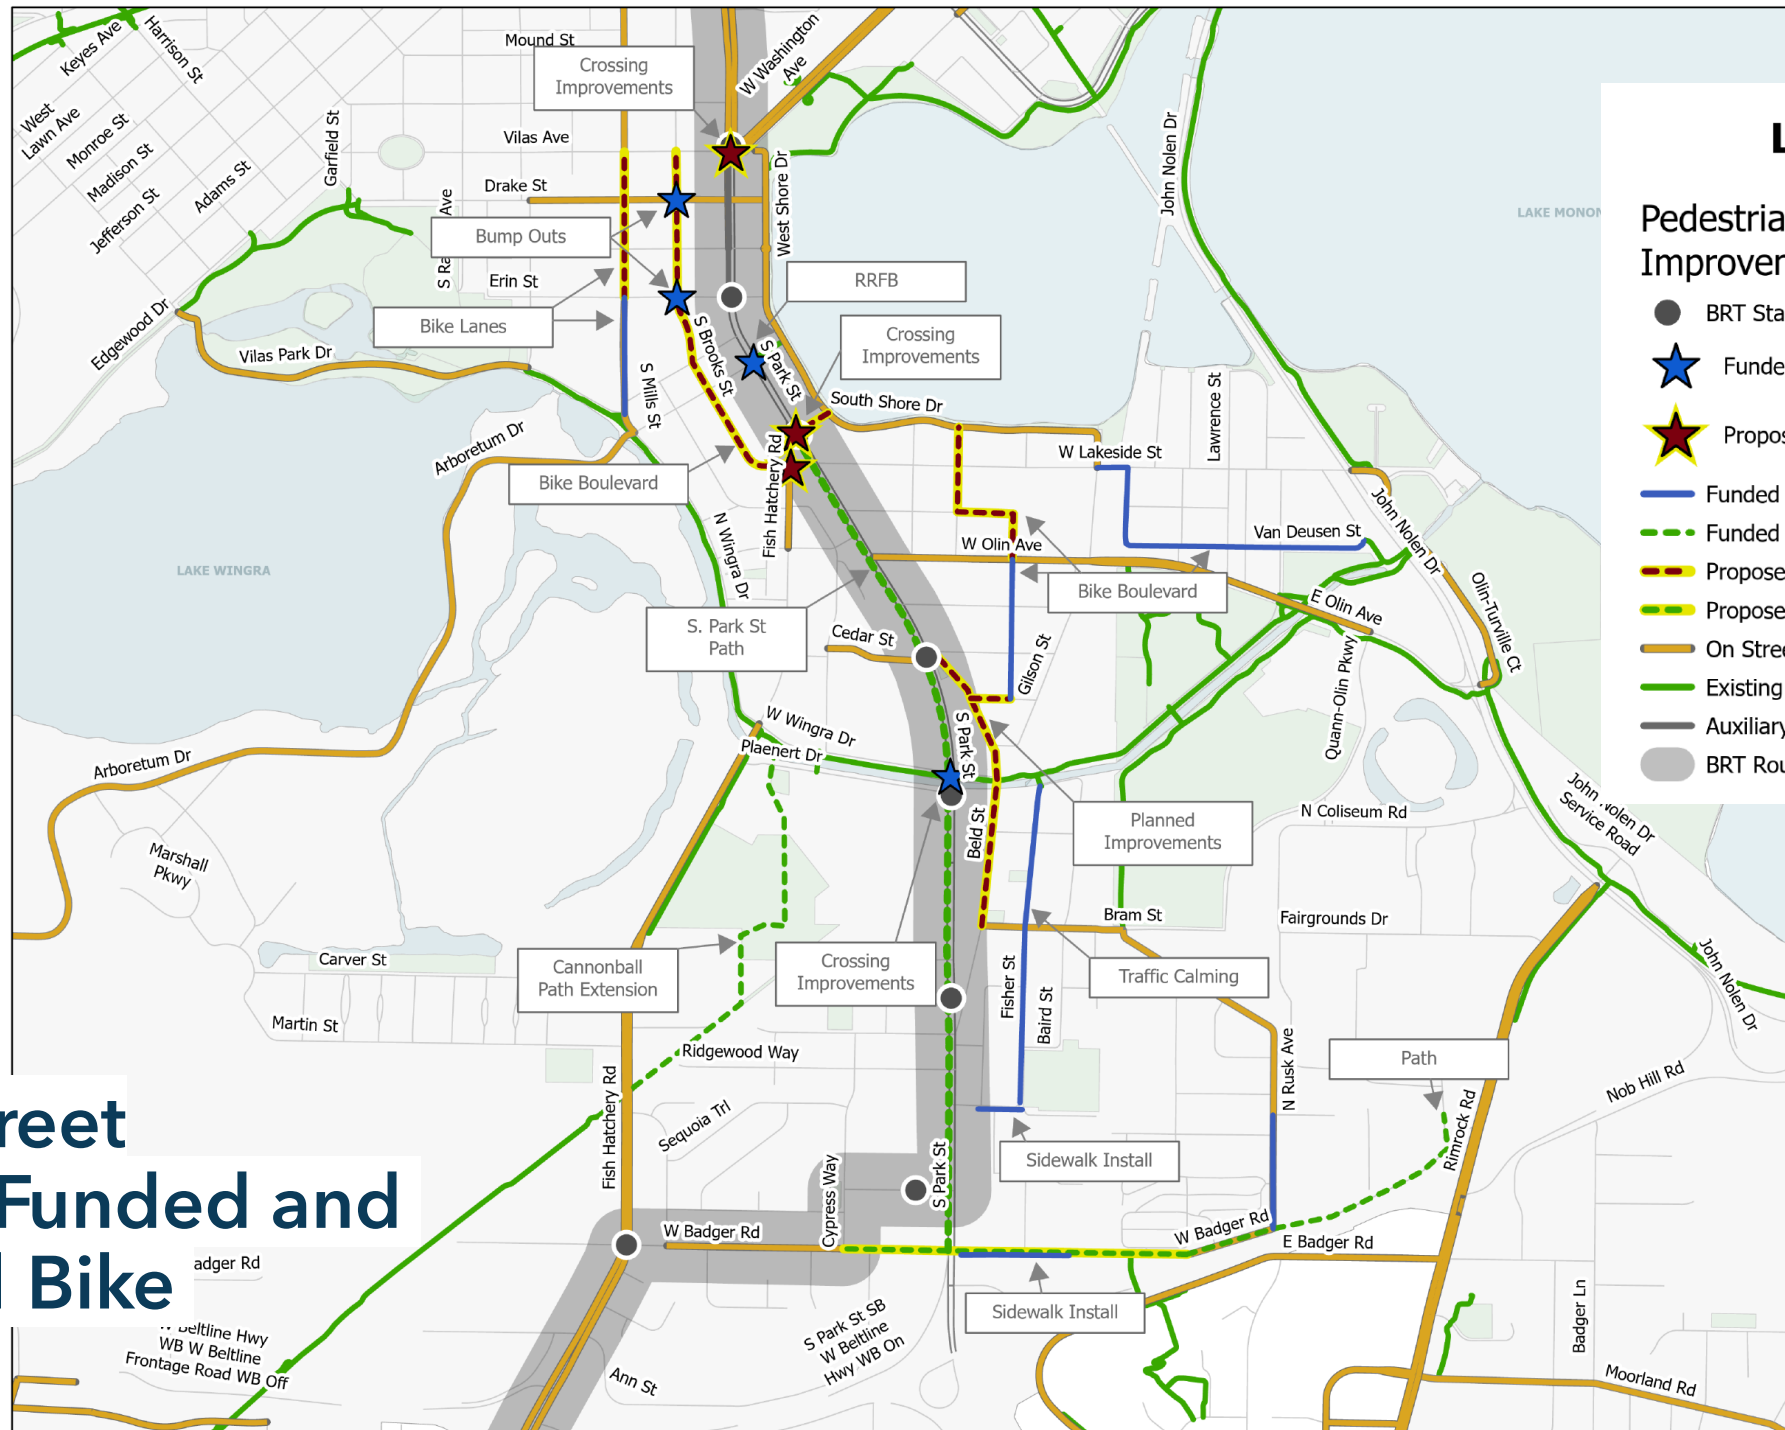 Keyes Ave
Harrison St
Mound St
W Washington
Ave
Crossing
Improvements
West
Lawn Ave
Monroe St
Madison St
Jefferson St
Adams St
Garfield St
Vilas Ave
Drake St
Ave
S Ra
Bump Outs
Erin St
Bike Lanes
West Shore Dr
RRFB
Crossing
Improvements
John Nolen Dr
LAKE MONON
L
Pedestria
Improver
BRT Sta
Funde
Propos
Funded
Funded
Propose
Propose
On Stree
Existing
Auxiliary
BRT Rou
Edgewood Dr
Vilas Park Dr
S Mills St
S Brooks St
S Park St
South Shore Dr
Arboretum Dr
Bike Boulevard
Fish Hatchery Rd
W Lakeside St
Lawrence St
John Nolen Dr
N Wingra Dr
W Olin Ave
Van Deusen St
LAKE WINGRA
Bike Boulevard
E Olin Ave
Olin-Turville Ct
S. Park St
Path
Cedar St
Gilson St
Quann-Olin Pkwy
W Wingra Dr
Plaenert Dr
S Park St
Arboretum Dr
Planned
Improvements
Beld St
N Coliseum Rd
John Nolen Dr
Service Road
Marshall
Pkwy
Bram St
Fairgrounds Dr
Carver St
Cannonball
Path Extension
Crossing
Improvements
Fisher St
Baird St
Traffic Calming
John Nolen Dr
Martin St
Ridgewood Way
N Rusk Ave
Path
Nob Hill Rd
Fish Hatchery Rd
Sequoia Trl
Rimrock Rd
Sidewalk Install
S Park St
Cypress Way
W Badger Rd
W Badger Rd
E Badger Rd
reet
Funded and
l Bike
adger Rd
Sidewalk Install
W Beltline Hwy
WB W Beltline
Frontage Road WB Off
S Park St SB
W Beltline
Hwy WB On
Ann St
Badger Ln
Moorland Rd